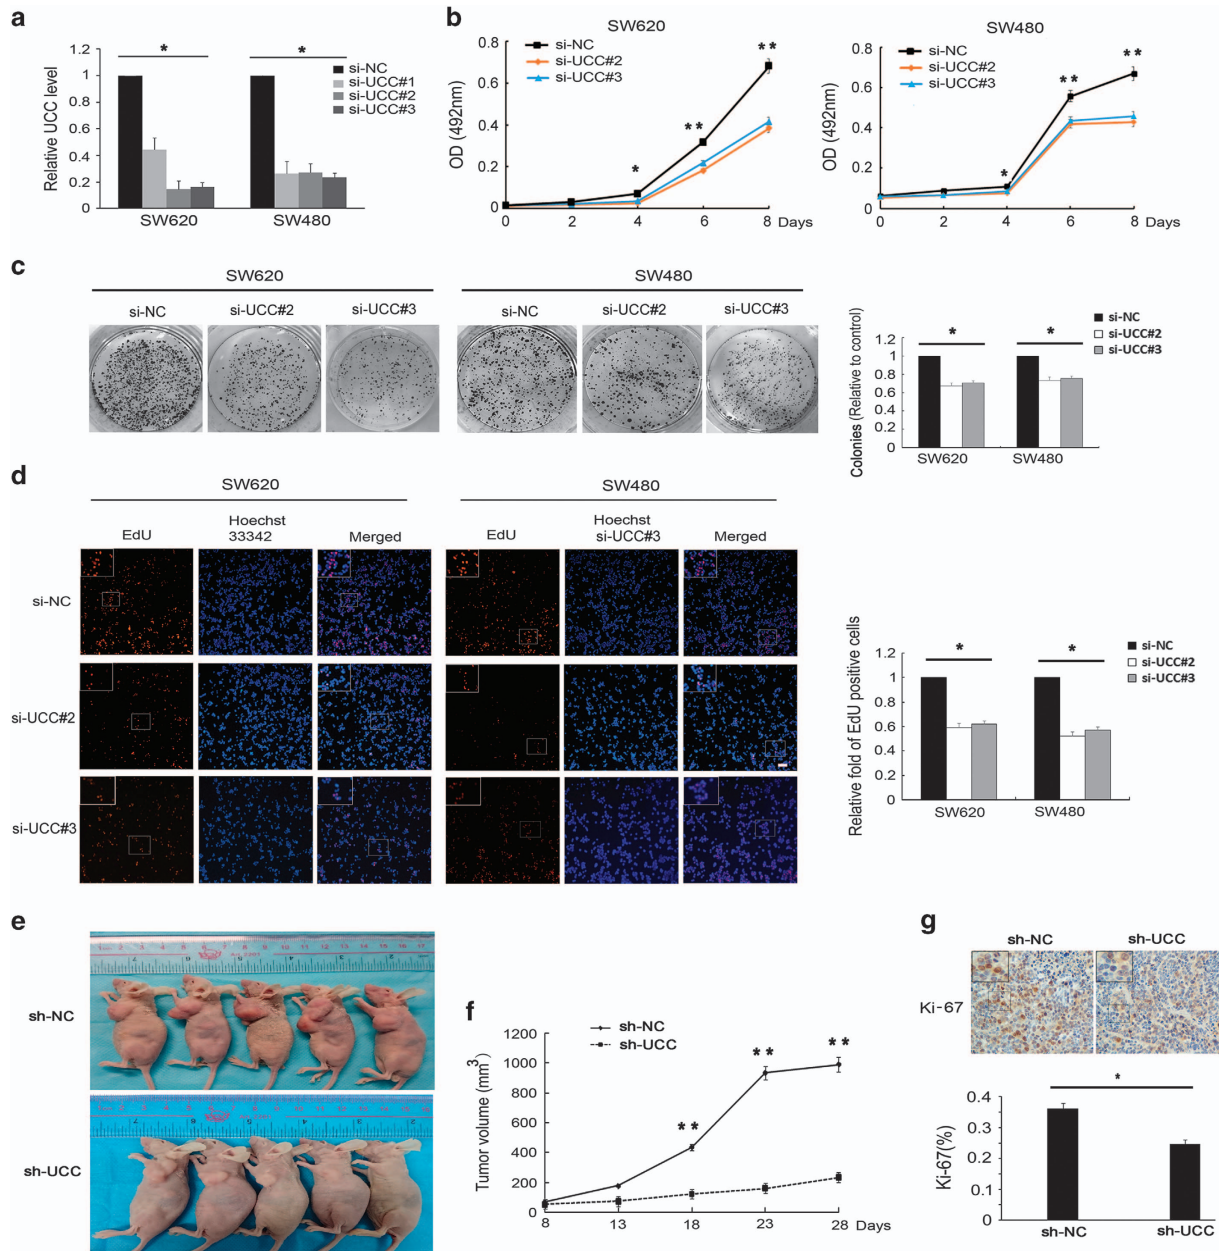 a
Relative UCC level
1.2
1
0.8
0.6
0.4
0.2
0
*
*
si-NC
si-UCC#1
si-UCC#2
si-UCC#3
SW620
SW480
b
SW620
OD (492nm)
0.8
0.6
0.4
0.2
0
si-NC
si-UCC#2
si-UCC#3
*
**
**
0 2 4 6 8 Days
SW480
OD (492nm)
0.8
0.6
0.4
0.2
0
si-NC
si-UCC#2
si-UCC#3
*
**
**
0 2 4 6 8 Days
c
SW620
SW480
si-NC si-UCC#2 si-UCC#3
si-NC si-UCC#2 si-UCC#3
Colonies (Relative to control)
1.2
1
0.8
0.6
0.4
0.2
0
*
*
si-NC
si-UCC#2
si-UCC#3
SW620
SW480
d
SW620
SW480
EdU
Hoechst
33342
Merged
EdU
Hoechst
si-UCC#3
Merged
si-NC
si-UCC#2
si-UCC#3
Relative fold of EdU positive cells
1.2
1
0.8
0.6
0.4
0.2
0
*
*
si-NC
si-UCC#2
si-UCC#3
SW620
SW480
e
sh-NC
sh-UCC
f
Tumor volume (mm3)
1200
1000
800
600
400
200
0
sh-NC
sh-UCC
**
**
**
8 13 18 23 28 Days
g
sh-NC
sh-UCC
Ki-67
Ki-67(%)
0.4
0.3
0.2
0.1
0
*
sh-NC
sh-UCC